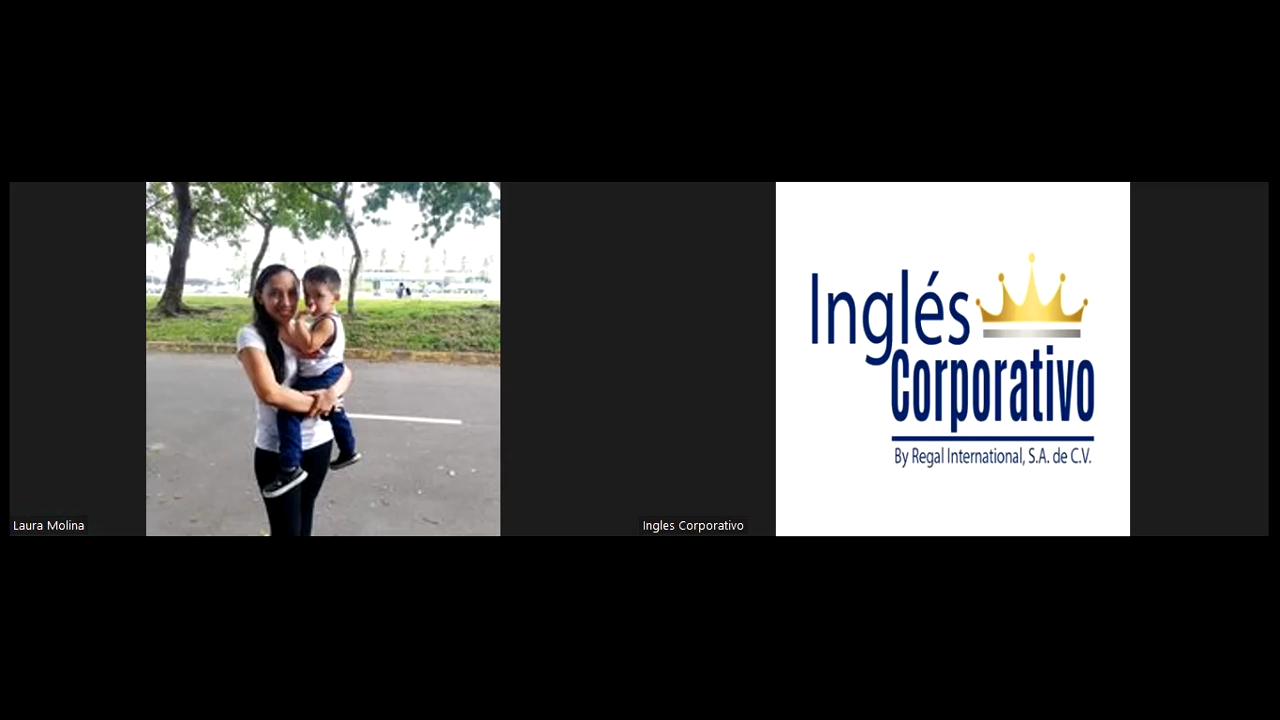 Inglés
Corporativo
By Regal International, S.A. de C.V.
Laura Molina
Ingles Corporativo